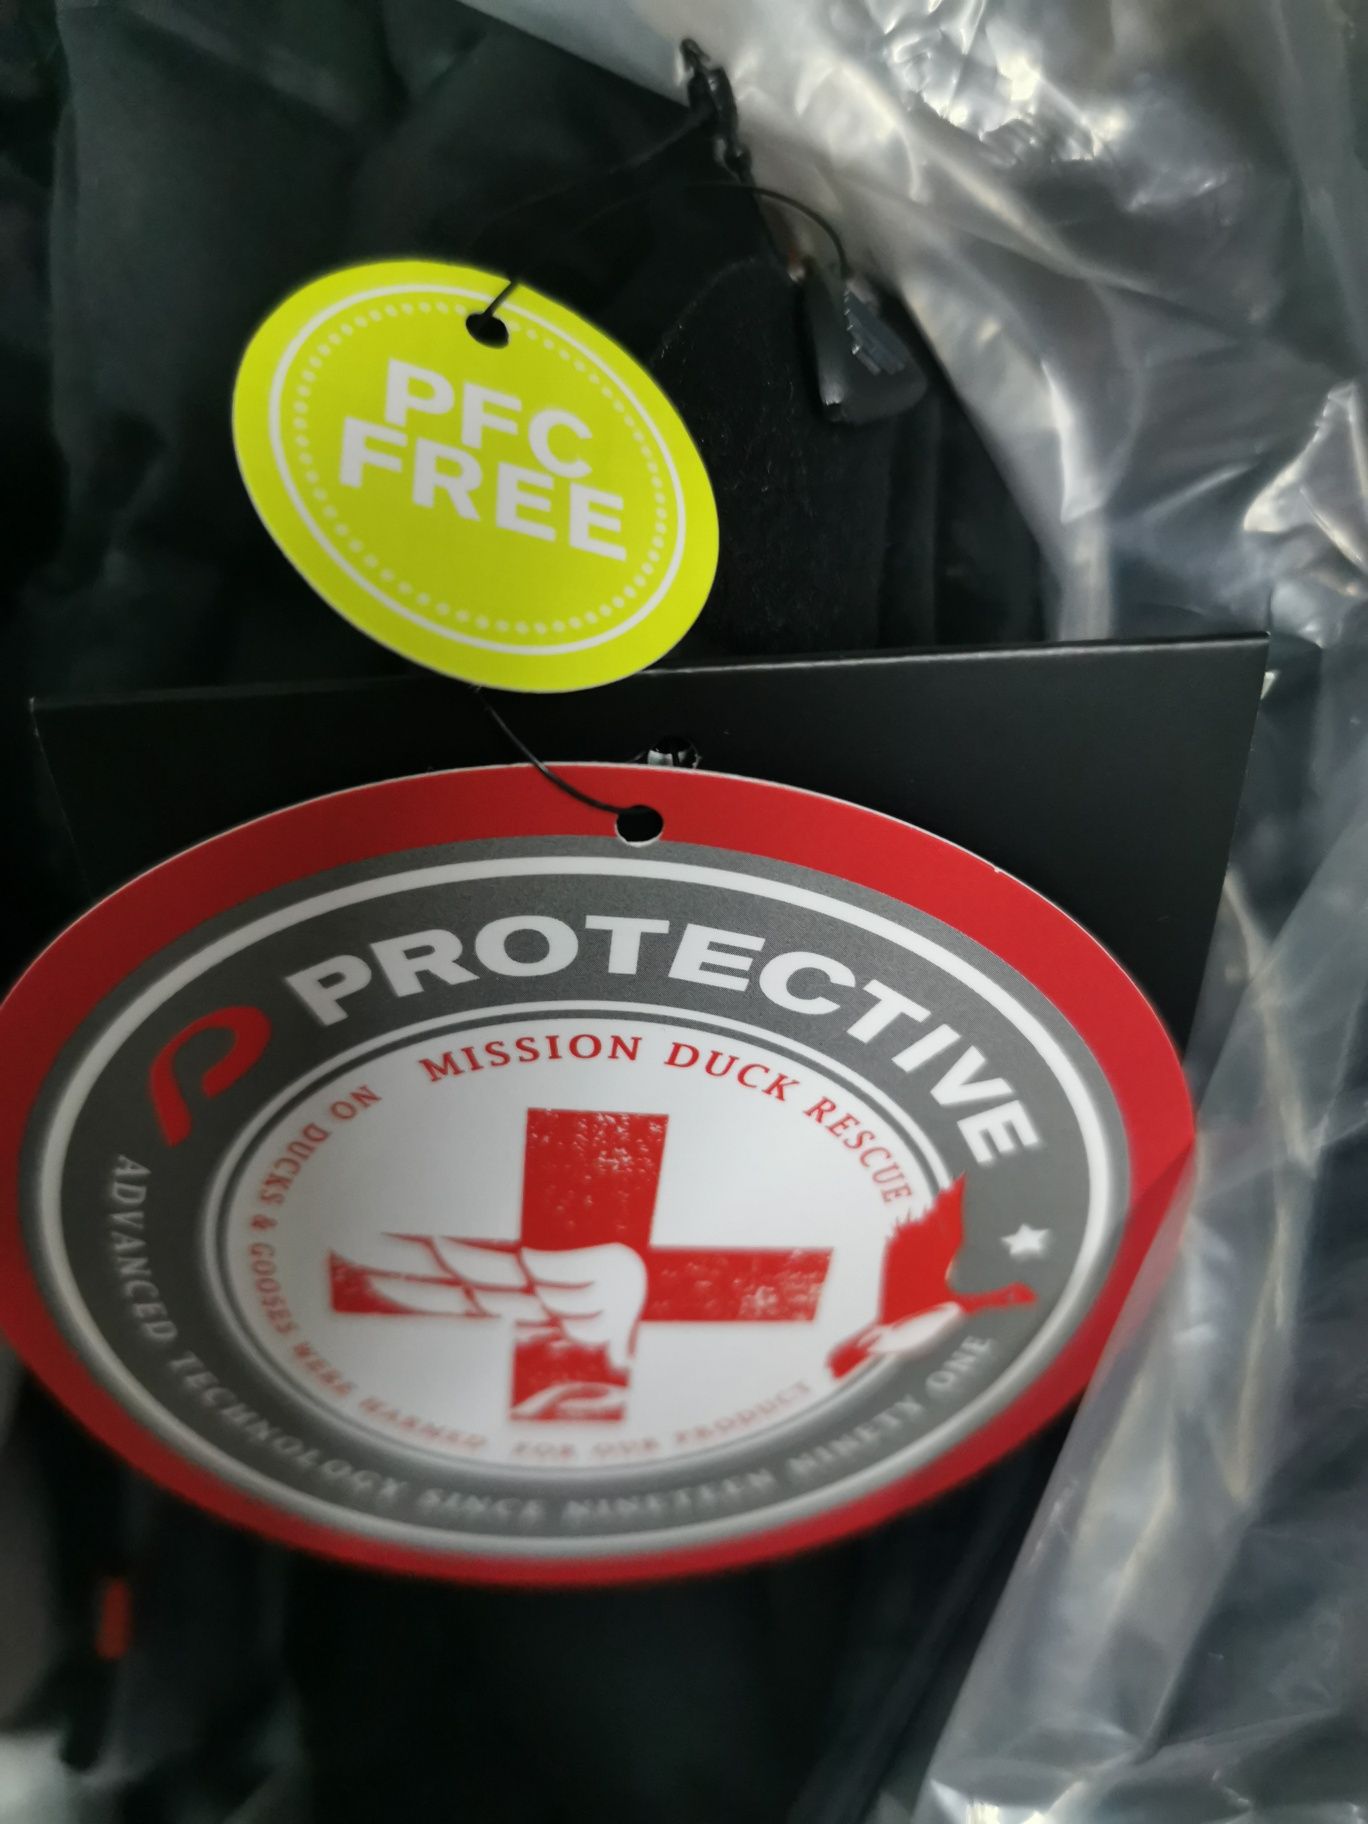 PFC
FREE
PROTECTIVE
MISSION DUCK RESCUE
NO DUCKS & GOOSES WERE HARMED FOR OUR PRODUCT
ADVANCED TECHNOLOGY SINCE NINETEEN NINETY ONE